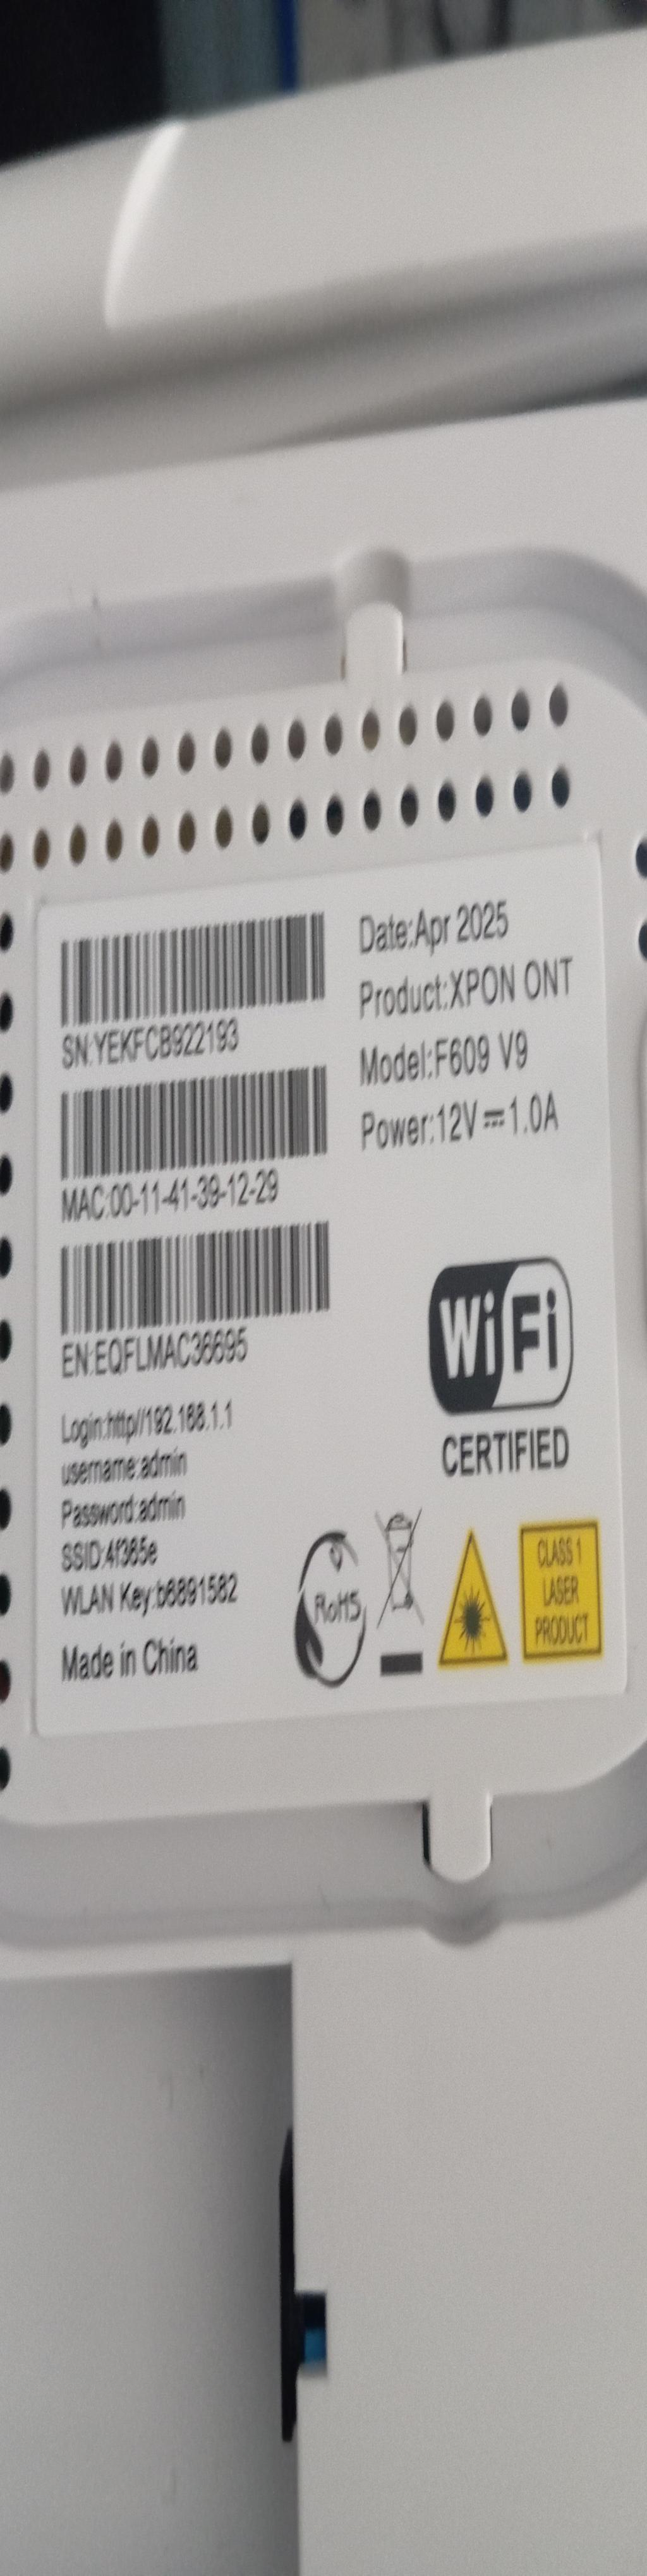 SN:YEKFCB922193
MAC:00-11-41-39-12-29
EN:EQFLMAC36695
Login:http//192.168.1.1
username:admin
Password:admin
SSID:4f365e
WLAN Key:b6891582
Made in China
Date:Apr 2025
Product:XPON ONT
Model:F609 V9
Power:12V⎓1.0A
WiFi
CERTIFIED
RoHS
CLASS 1
LASER
PRODUCT